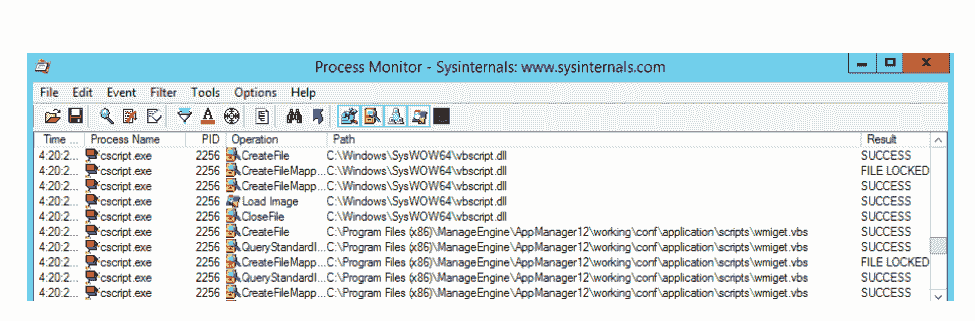 Process Monitor - Sysinternals: www.sysinternals.com
File Edit Event Filter Tools Options Help
Time ... Process Name PID Operation Path Result
4:20:2... cscript.exe 2256 CreateFile C:\Windows\SysWOW64\vbscript.dll SUCCESS
4:20:2... cscript.exe 2256 CreateFileMapp... C:\Windows\SysWOW64\vbscript.dll FILE LOCKED
4:20:2... cscript.exe 2256 CreateFileMapp... C:\Windows\SysWOW64\vbscript.dll SUCCESS
4:20:2... cscript.exe 2256 Load Image C:\Windows\SysWOW64\vbscript.dll SUCCESS
4:20:2... cscript.exe 2256 CloseFile C:\Windows\SysWOW64\vbscript.dll SUCCESS
4:20:2... cscript.exe 2256 CreateFile C:\Program Files (x86)\ManageEngine\AppManager12\working\conf\application\scripts\wmiget.vbs SUCCESS
4:20:2... cscript.exe 2256 QueryStandardI... C:\Program Files (x86)\ManageEngine\AppManager12\working\conf\application\scripts\wmiget.vbs SUCCESS
4:20:2... cscript.exe 2256 CreateFileMapp... C:\Program Files (x86)\ManageEngine\AppManager12\working\conf\application\scripts\wmiget.vbs FILE LOCKED
4:20:2... cscript.exe 2256 QueryStandardI... C:\Program Files (x86)\ManageEngine\AppManager12\working\conf\application\scripts\wmiget.vbs SUCCESS
4:20:2... cscript.exe 2256 CreateFileMapp... C:\Program Files (x86)\ManageEngine\AppManager12\working\conf\application\scripts\wmiget.vbs SUCCESS